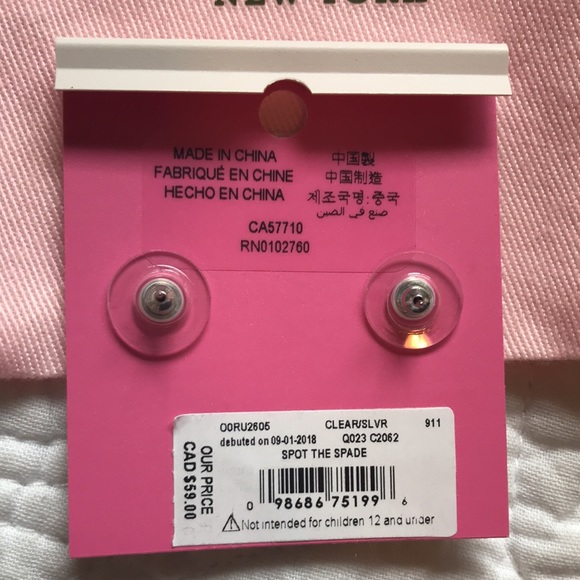 NEW YORK
MADE IN CHINA
FABRIQUÉ EN CHINE
HECHO EN CHINA
中国製
中国制造
제조국명:중국
صنع في الصين
CA57710
RN0102760
O0RU2605 CLEAR/SLVR 911
debuted on 09-01-2018 Q023 C2062
SPOT THE SPADE
OUR PRICE
CAD $59.00
0 98686 75199 6
Not intended for children 12 and under